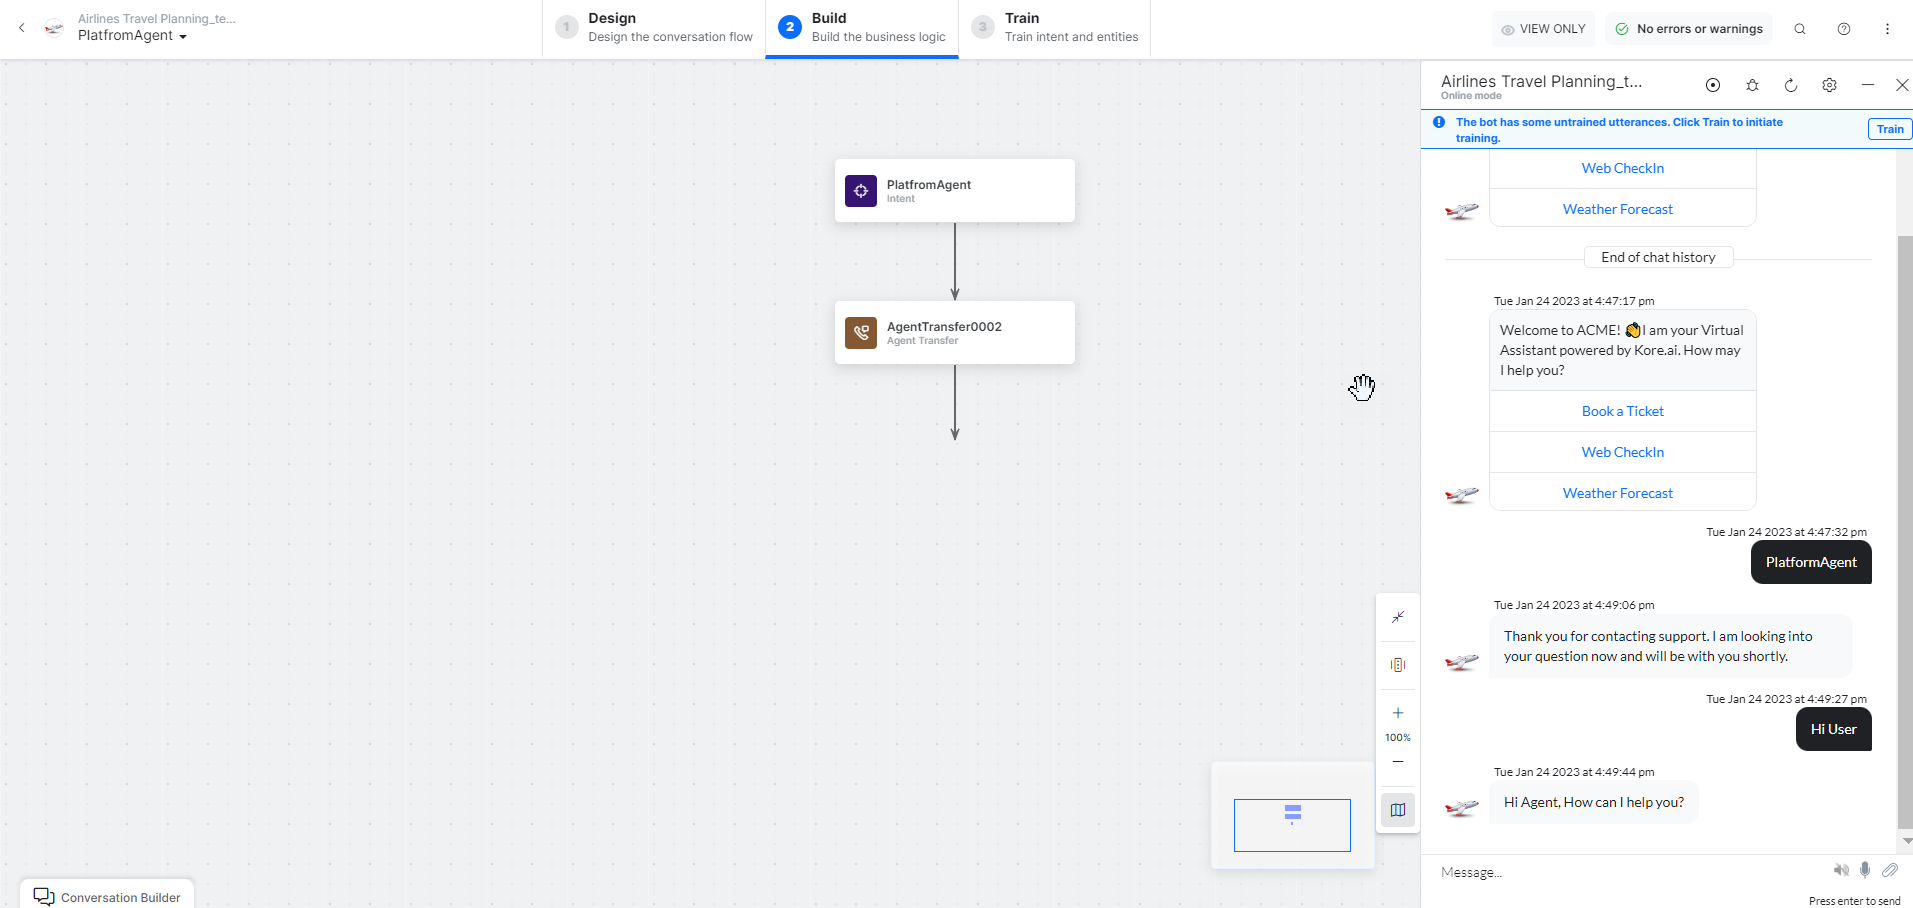 Airlines Travel Planning_te...
PlatfromAgent
1
Design
Design the conversation flow
2
Build
Build the business logic
3
Train
Train intent and entities
VIEW ONLY
No errors or warnings
PlatfromAgent
Intent
AgentTransfer0002
Agent Transfer
100%
Conversation Builder
Airlines Travel Planning_t...
Online mode
The bot has some untrained utterances. Click Train to initiate
training.
Train
Web CheckIn
Weather Forecast
End of chat history
Tue Jan 24 2023 at 4:47:17 pm
Welcome to ACME! 👏I am your Virtual
Assistant powered by Kore.ai. How may
I help you?
Book a Ticket
Web CheckIn
Weather Forecast
Tue Jan 24 2023 at 4:47:32 pm
PlatformAgent
Tue Jan 24 2023 at 4:49:06 pm
Thank you for contacting support. I am looking into
your question now and will be with you shortly.
Tue Jan 24 2023 at 4:49:27 pm
Hi User
Tue Jan 24 2023 at 4:49:44 pm
Hi Agent, How can I help you?
Message...
Press enter to send